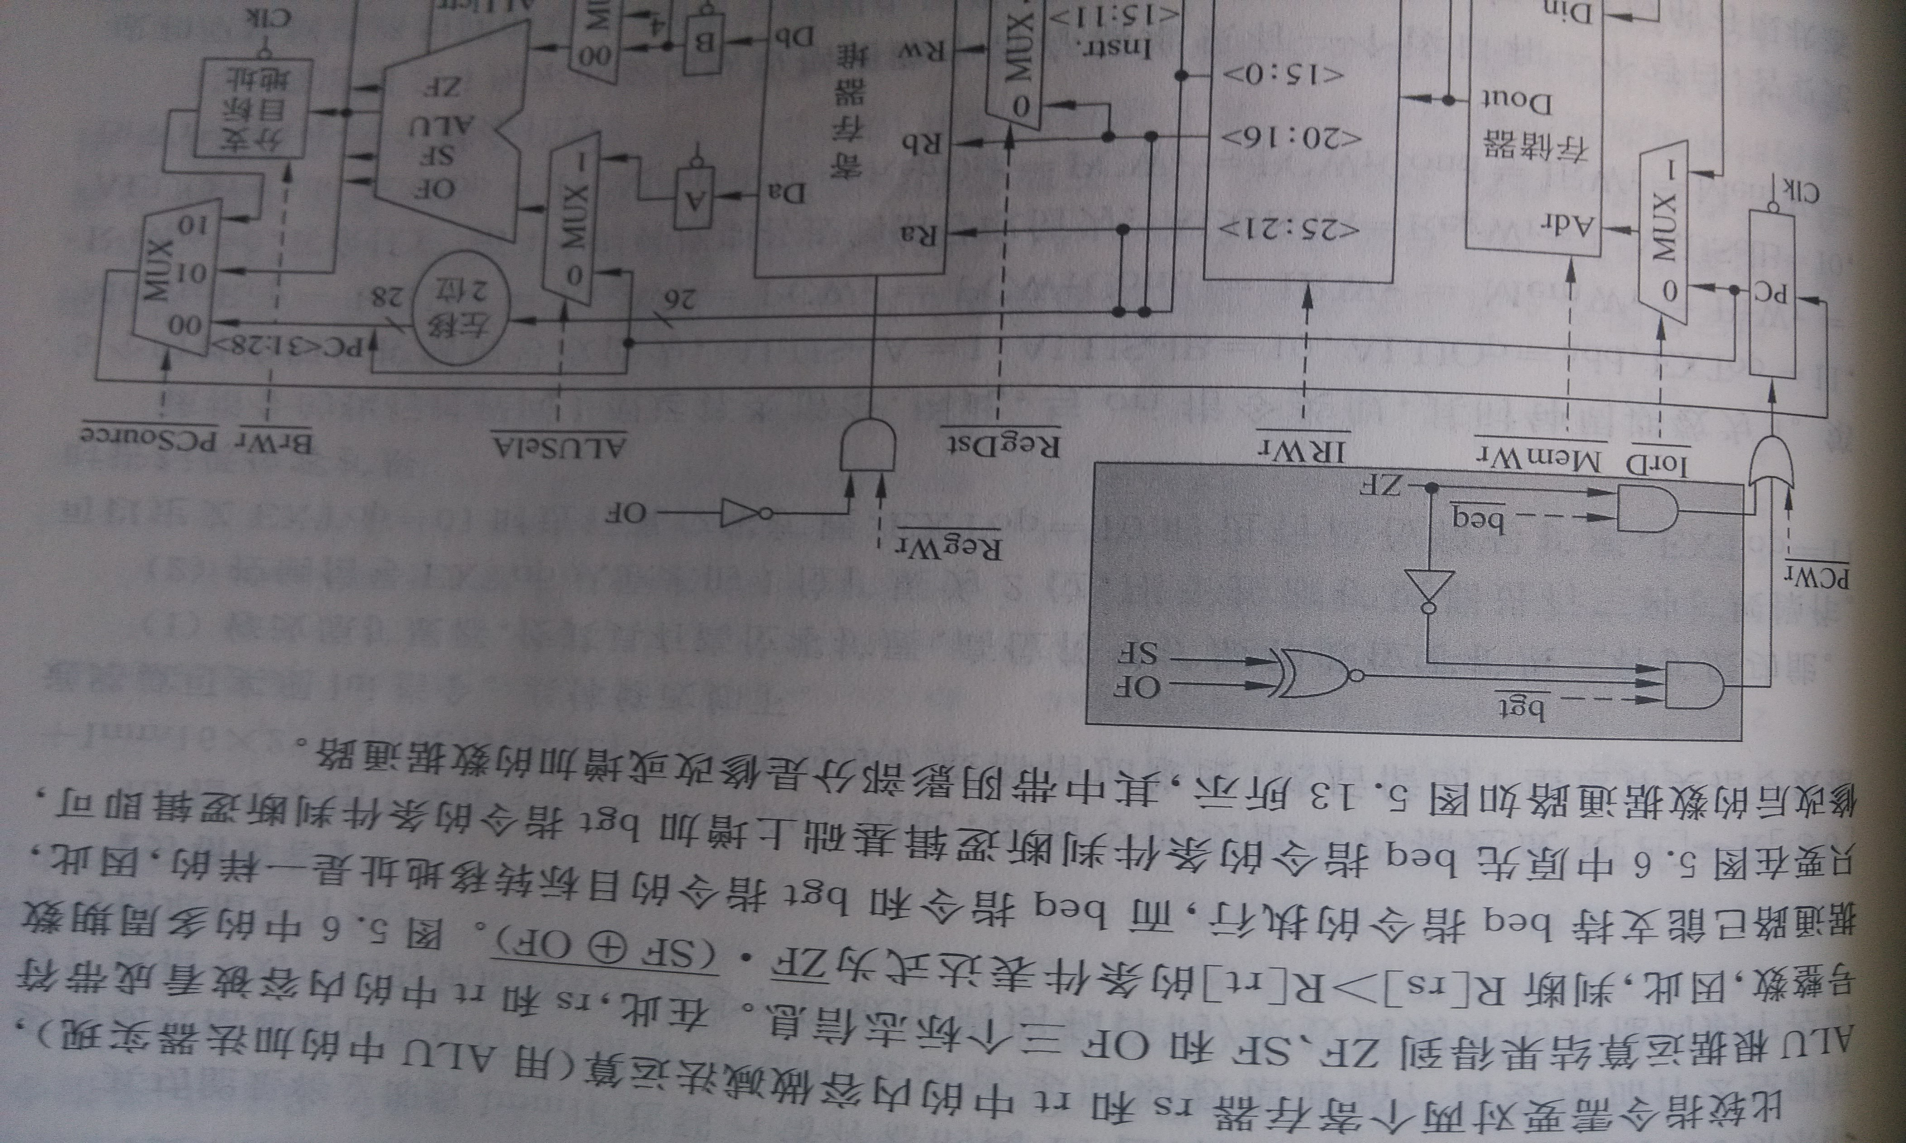 比较指令需要对两个寄存器 rs 和 rt 中的内容做减法运算(用 ALU 中的加法器实现),
ALU 根据运算结果得到 ZF、SF 和 OF 三个标志信息。在此,rs 和 rt 中的内容被看成带符
号整数,因此,判断 R[rs]>R[rt]的条件表达式为 Z̅F̅ · (S̅F̅ ̅⊕̅ ̅O̅F̅)。图 5.6 中的多周期数
据通路已能支持 beq 指令的执行,而 beq 指令和 bgt 指令的目标转移地址是一样的,因此,
只要在图 5.6 中原先 beq 指令的条件判断逻辑基础上增加 bgt 指令的条件判断逻辑即可,
修改后的数据通路如图 5.13 所示,其中带阴影部分是修改或增加的数据通路。
bgt
OF
SF
PCWr
beq
ZF
RegWr
OF
IorD
MemWr
IRWr
RegDst
ALUSelA
BrWr
PCSource
PC
Clk
0
MUX
1
Adr
存储器
Dout
Din
<25:21>
<20:16>
<15:0>
Instr.
<15:11>
26
左移
2位
28
PC<31:28>
00
01
10
MUX
Ra
Rb
Rw
寄存器堆
Da
Db
0
MUX
A
B
4
0
MUX
1
00
MU
OF
SF
ALU
ZF
分支
目标
地址
Clk